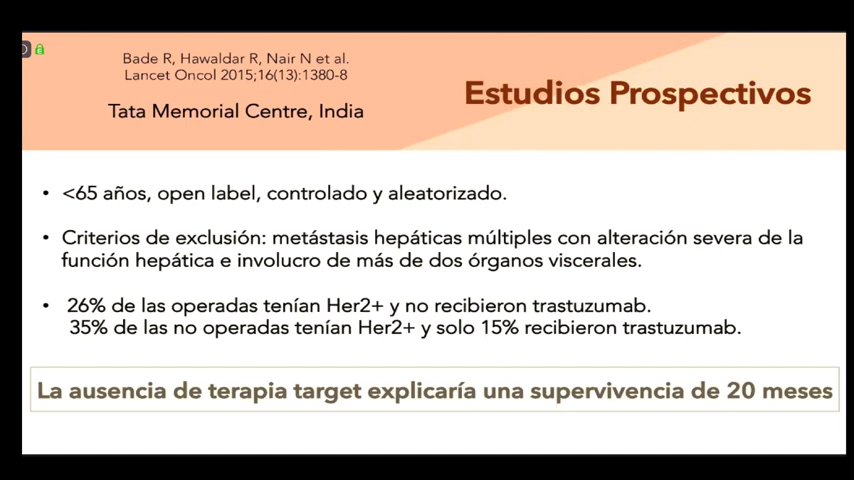 Bade R, Hawaldar R, Nair N et al.
Lancet Oncol 2015;16(13):1380-8
Tata Memorial Centre, India
Estudios Prospectivos
• <65 años, open label, controlado y aleatorizado.
• Criterios de exclusión: metástasis hepáticas múltiples con alteración severa de la
función hepática e involucro de más de dos órganos viscerales.
• 26% de las operadas tenían Her2+ y no recibieron trastuzumab.
35% de las no operadas tenían Her2+ y solo 15% recibieron trastuzumab.
La ausencia de terapia target explicaría una supervivencia de 20 meses